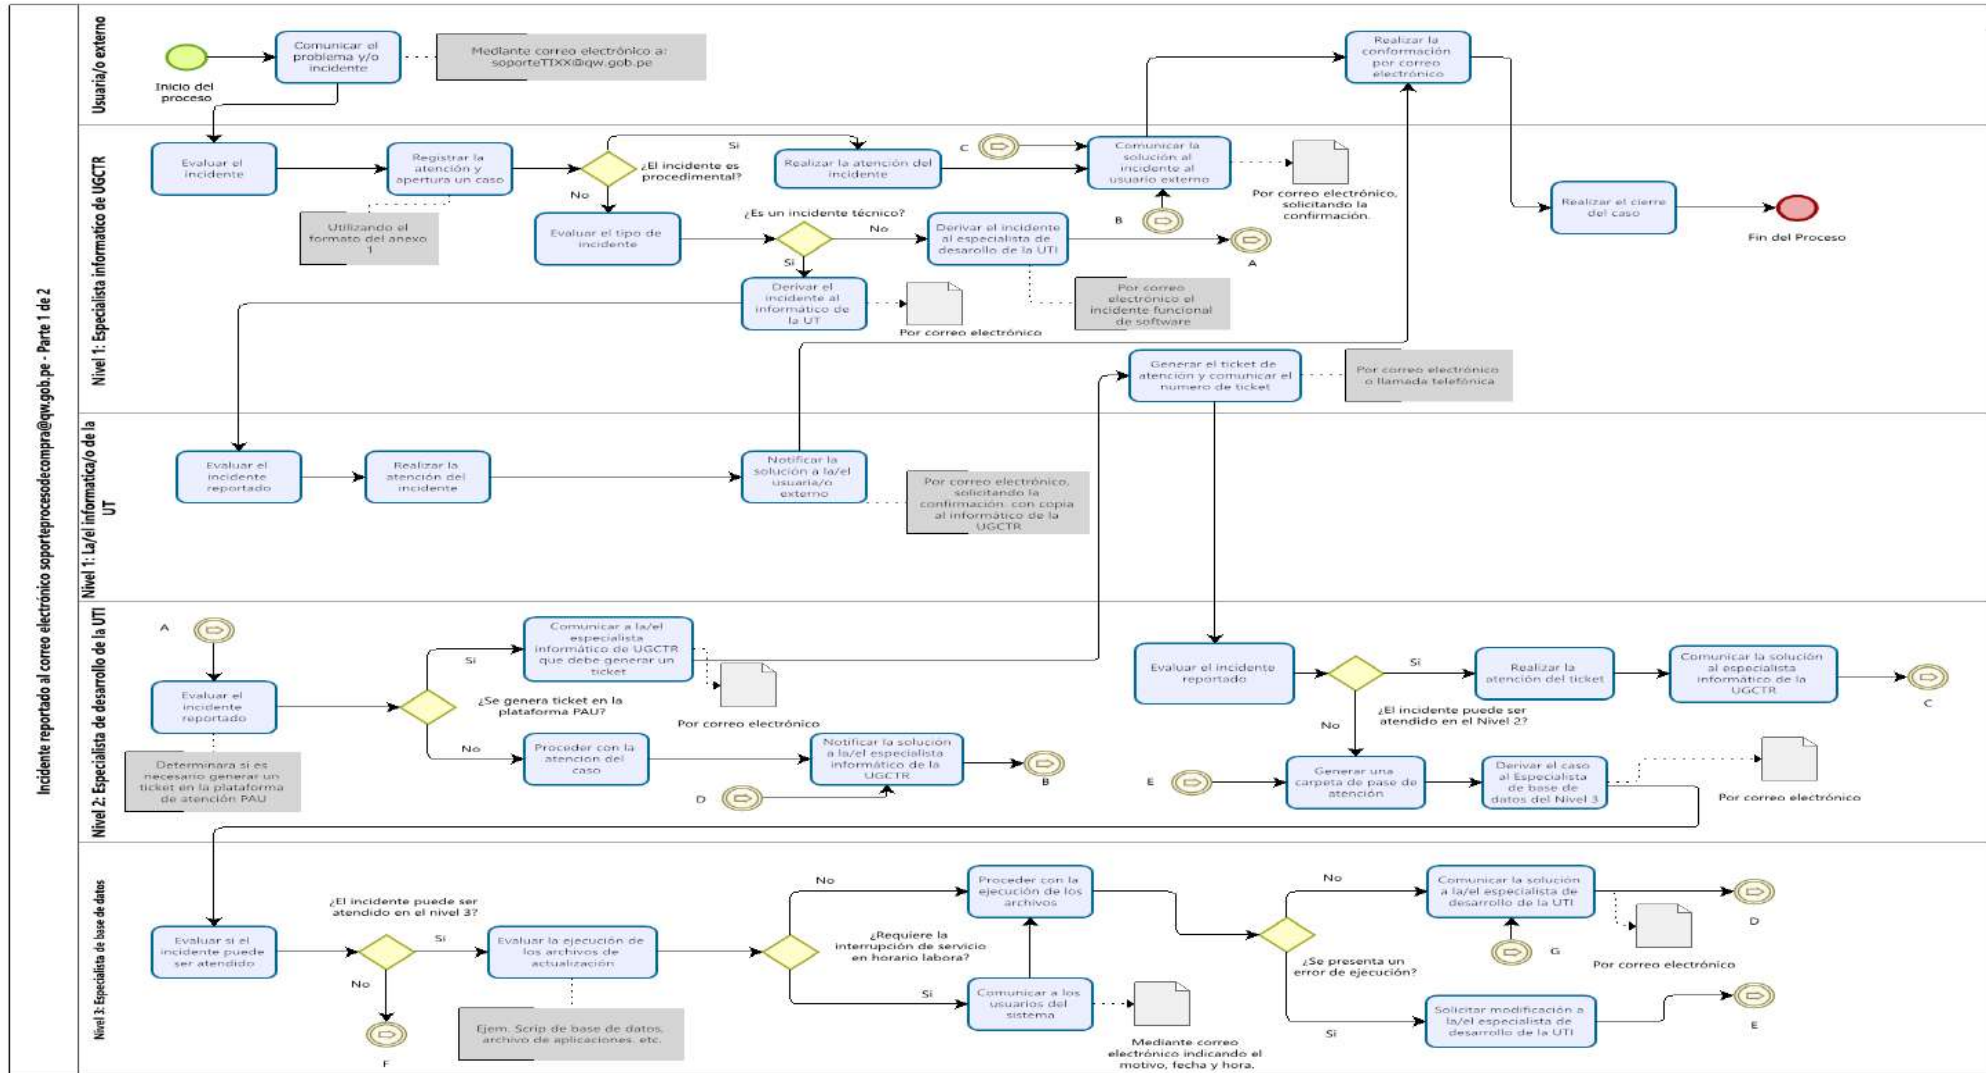 Incidente reportado al correo electrónico soporteprocesodecompra@qw.gob.pe - Parte 1 de 2
Usuaria/o externo
Inicio del
proceso
Comunicar el
problema y/o
incidente
Mediante correo electrónico a:
soporteTIXX@qw.gob.pe
Realizar la
conformación
por correo
electrónico
Nivel 1: Especialista informático de UGCTR
Evaluar el
incidente
Registrar la
atención y
apertura un caso
Utilizando el
formato del anexo
1
¿El incidente es
procedimental?
Si
No
Realizar la atención del
incidente
C
Comunicar la
solución al
incidente al
usuario externo
Por correo electrónico,
solicitando la
confirmación.
B
Evaluar el tipo de
incidente
¿Es un incidente técnico?
No
Si
Derivar el incidente
al especialista de
desarollo de la UTI
A
Por correo
electrónico el
incidente funcional
de software
Derivar el
incidente al
informático de
la UT
Por correo electrónico
Realizar el cierre
del caso
Fin del Proceso
Generar el ticket de
atención y comunicar el
numero de ticket
Por correo electrónico
o llamada telefónica
Nivel 1: La/el informatica/o de la
UT
Evaluar el
incidente
reportado
Realizar la
atención del
incidente
Notificar la
solución a la/el
usuaria/o
externo
Por correo electrónico,
solicitando la
confirmación. con copia
al informático de la
UGCTR
Nivel 2: Especialista de desarrollo de la UTI
A
Evaluar el
incidente
reportado
Determinara si es
necesario generar un
ticket en la plataforma
de atención PAU
¿Se genera ticket en la
plataforma PAU?
Si
No
Comunicar a la/el
especialista
informático de UGCTR
que debe generar un
ticket
Por correo electrónico
Proceder con la
atencion del
caso
Notificar la solución
a la/el especialista
informático de la
UGCTR
D
B
Evaluar el incidente
reportado
¿El incidente puede ser
atendido en el Nivel 2?
Si
No
Realizar la
atención del ticket
Comunicar la solución
al especialista
informático de la
UGCTR
C
E
Generar una
carpeta de pase de
atención
Derivar el caso
al Especialista
de base de
datos del Nivel 3
Por correo electrónico
Nivel 3: Especialista de base de datos
Evaluar si el
incidente puede
ser atendido
¿El incidente puede ser
atendido en el nivel 3?
Si
No
F
Evaluar la ejecución de
los archivos de
actualización
Ejem. Scrip de base de datos,
archivo de aplicaciones. etc.
¿Requiere la
interrupción de servicio
en horario labora?
No
Si
Proceder con la
ejecución de los
archivos
Comunicar a los
usuarios del
sistema
Mediante correo
electrónico indicando el
motivo, fecha y hora.
¿Se presenta un
error de ejecución?
No
Si
Comunicar la solución
a la/el especialista de
desarrollo de la UTI
D
G
Por correo electrónico
Solicitar modificación a
la/el especialista de
desarrollo de la UTI
E